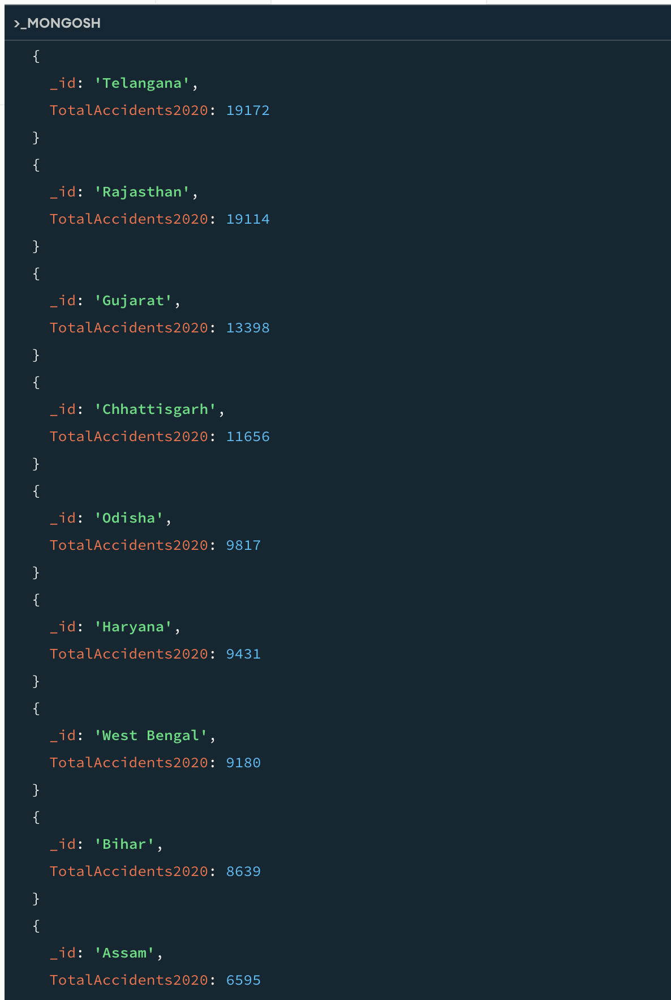 >_MONGOSH
{
_id: 'Telangana',
TotalAccidents2020: 19172
}
{
_id: 'Rajasthan',
TotalAccidents2020: 19114
}
{
_id: 'Gujarat',
TotalAccidents2020: 13398
}
{
_id: 'Chhattisgarh',
TotalAccidents2020: 11656
}
{
_id: 'Odisha',
TotalAccidents2020: 9817
}
{
_id: 'Haryana',
TotalAccidents2020: 9431
}
{
_id: 'West Bengal',
TotalAccidents2020: 9180
}
{
_id: 'Bihar',
TotalAccidents2020: 8639
}
{
_id: 'Assam',
TotalAccidents2020: 6595